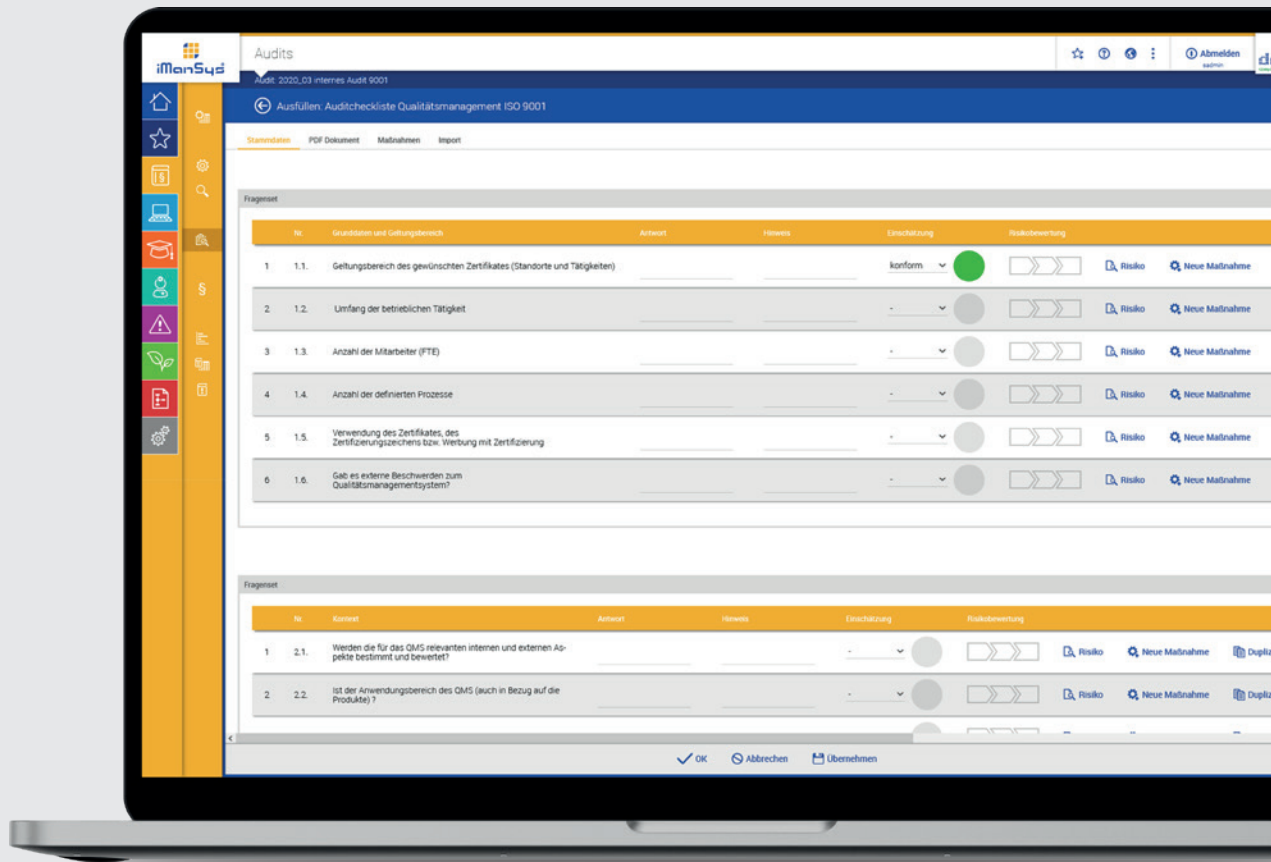 iManSys
Audits
Abmelden
sadmin
Audit: 2020_03 internes Audit 9001
Ausfüllen: Auditcheckliste Qualitätsmanagement ISO 9001
Stammdaten PDF Dokument Maßnahmen Import
Fragenset
Nr. Grunddaten und Geltungsbereich Antwort Hinweis Einschätzung Risikobewertung
1 1.1. Geltungsbereich des gewünschten Zertifikates (Standorte und Tätigkeiten) konform Risiko Neue Maßnahme
2 1.2. Umfang der betrieblichen Tätigkeit - Risiko Neue Maßnahme
3 1.3. Anzahl der Mitarbeiter (FTE) - Risiko Neue Maßnahme
4 1.4. Anzahl der definierten Prozesse - Risiko Neue Maßnahme
5 1.5. Verwendung des Zertifikates, des
Zertifizierungszeichens bzw. Werbung mit Zertifizierung - Risiko Neue Maßnahme
6 1.6. Gab es externe Beschwerden zum
Qualitätsmanagementsystem? - Risiko Neue Maßnahme
Fragenset
Nr. Kontext Antwort Hinweis Einschätzung Risikobewertung
1 2.1. Werden die für das QMS relevanten internen und externen As-
pekte bestimmt und bewertet? - Risiko Neue Maßnahme Dupliz
2 2.2. Ist der Anwendungsbereich des QMS (auch in Bezug auf die
Produkte) ? - Risiko Neue Maßnahme Dupliz
OK Abbrechen Übernehmen